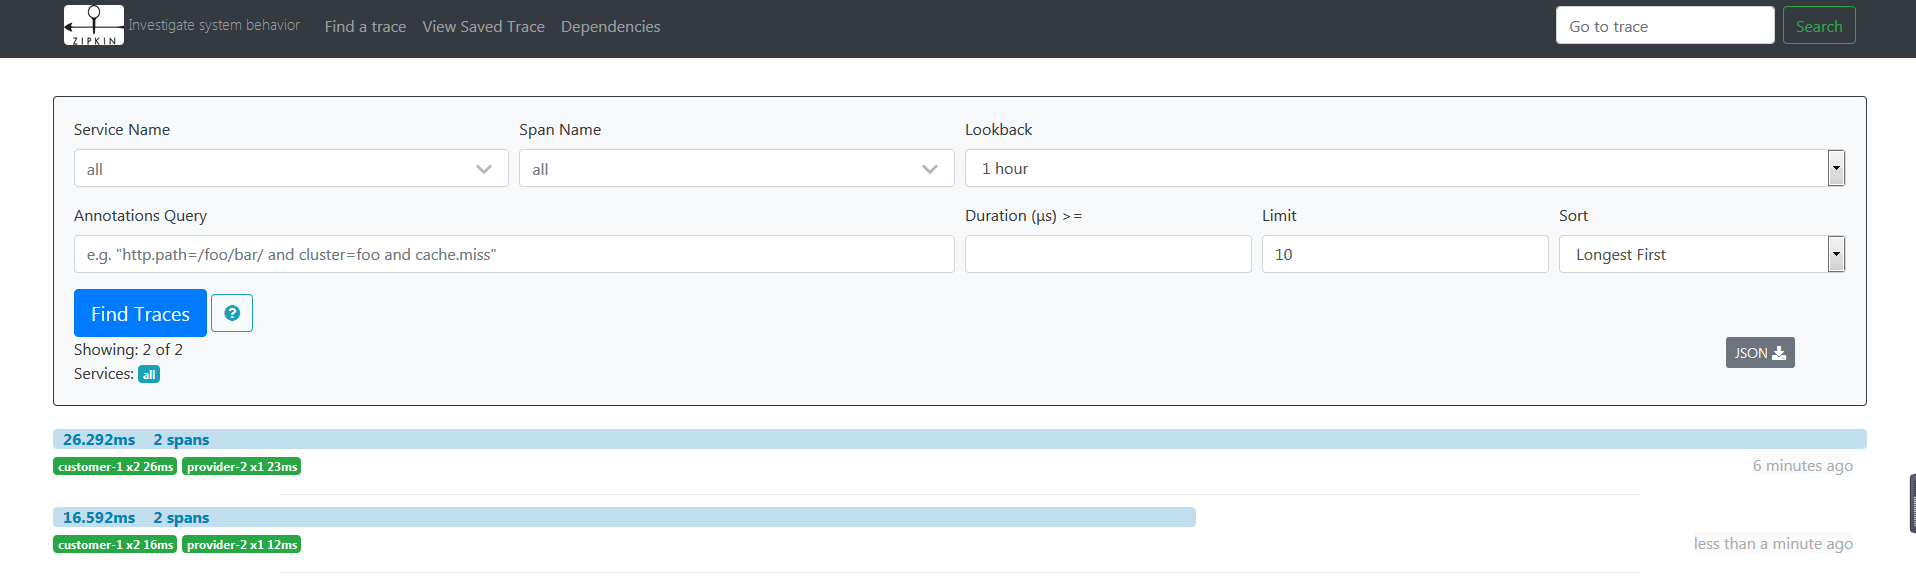 ZIPKIN Investigate system behavior Find a trace View Saved Trace Dependencies Go to trace Search
Service Name Span Name Lookback
all all 1 hour
Annotations Query Duration (μs) >= Limit Sort
e.g. "http.path=/foo/bar/ and cluster=foo and cache.miss" 10 Longest First
Find Traces ?
Showing: 2 of 2 JSON
Services: all
26.292ms 2 spans
customer-1 x2 26ms provider-2 x1 23ms 6 minutes ago
16.592ms 2 spans
customer-1 x2 16ms provider-2 x1 12ms less than a minute ago